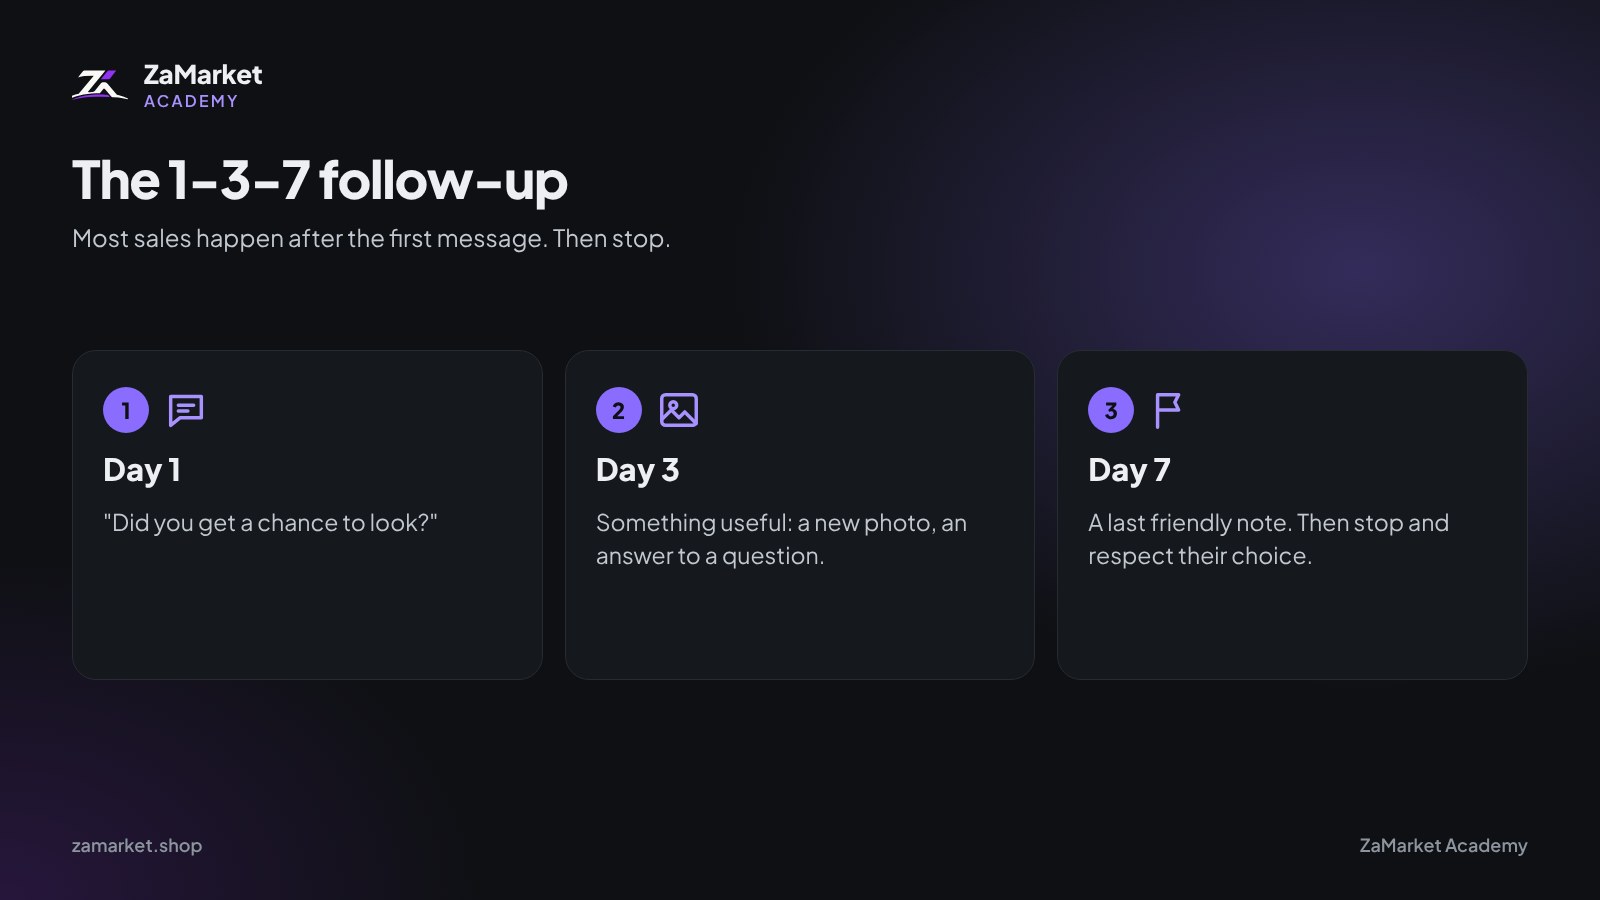 ZaMarket
ACADEMY
The 1-3-7 follow-up
Most sales happen after the first message. Then stop.
1
Day 1
"Did you get a chance to look?"
2
Day 3
Something useful: a new photo, an
answer to a question.
3
Day 7
A last friendly note. Then stop and
respect their choice.
zamarket.shop
ZaMarket Academy